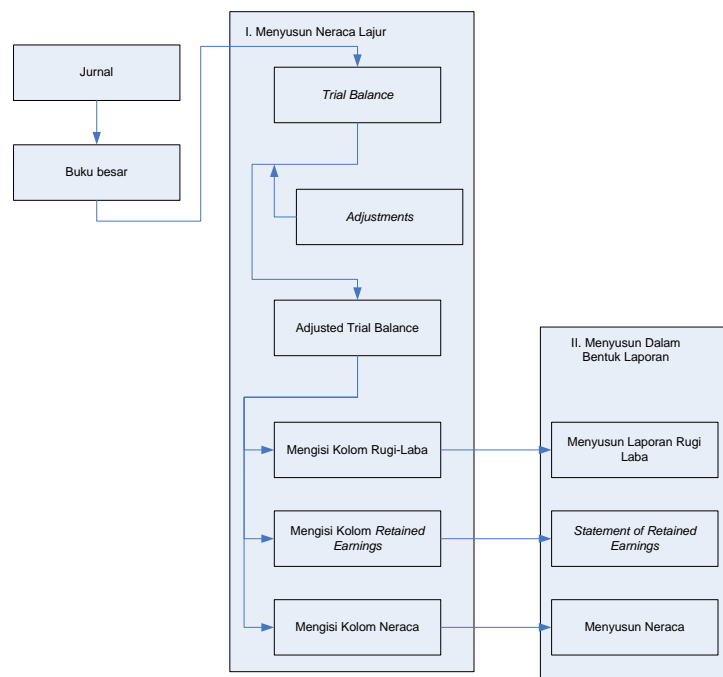 I. Menyusun Neraca Lajur
Jurnal
Trial Balance
Buku besar
Adjustments
Adjusted Trial Balance
II. Menyusun Dalam
Bentuk Laporan
Mengisi Kolom Rugi-Laba
Menyusun Laporan Rugi
Laba
Mengisi Kolom Retained
Earnings
Statement of Retained
Earnings
Mengisi Kolom Neraca
Menyusun Neraca